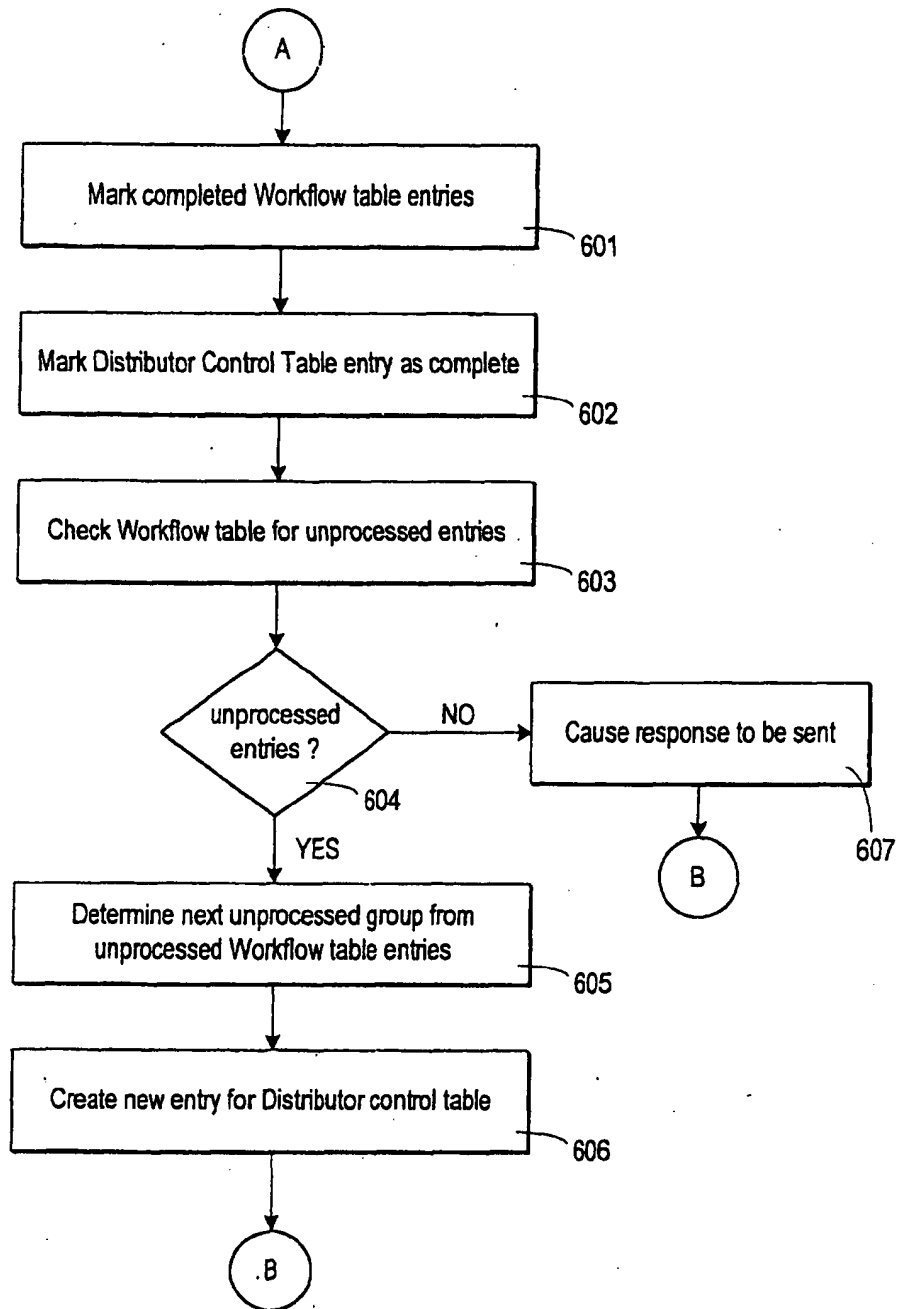 A
Mark completed Workflow table entries
601
Mark Distributor Control Table entry as complete
602
Check Workflow table for unprocessed entries
603
unprocessed
entries ?
604
NO
Cause response to be sent
607
B
YES
Determine next unprocessed group from
unprocessed Workflow table entries
605
Create new entry for Distributor control table
606
B